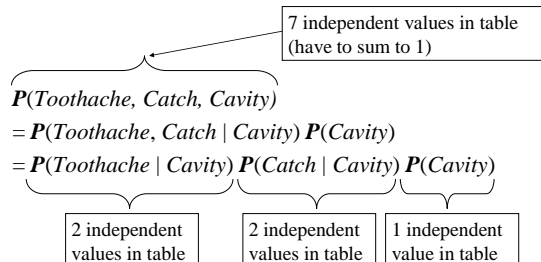 7 independent values in table
(have to sum to 1)
P(Toothache, Catch, Cavity)
= P(Toothache, Catch | Cavity) P(Cavity)
= P(Toothache | Cavity) P(Catch | Cavity) P(Cavity)
2 independent
values in table
2 independent
values in table
1 independent
value in table